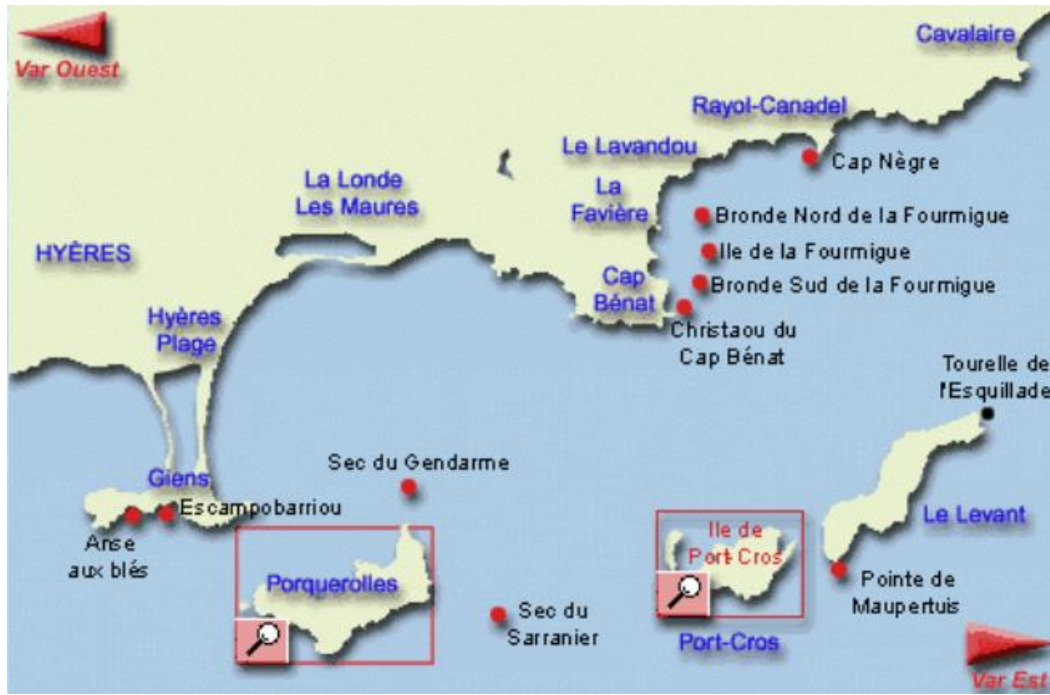 Var Ouest
Cavalaire
Rayol-Canadel
Le Lavandou
Cap Nègre
La Londe
Les Maures
La
Favière
Bronde Nord de la Fourmigue
HYÈRES
Ile de la Fourmigue
Cap
Bénat
Bronde Sud de la Fourmigue
Hyères
Plage
Christaou du
Cap Bénat
Tourelle de
l'Esquillade
Sec du Gendarme
Giens
Escampobarriou
Le Levant
Anse
aux blés
Ile de
Port-Cros
Porquerolles
Pointe de
Maupertuis
Sec du
Sarranier
Port-Cros
Var Est